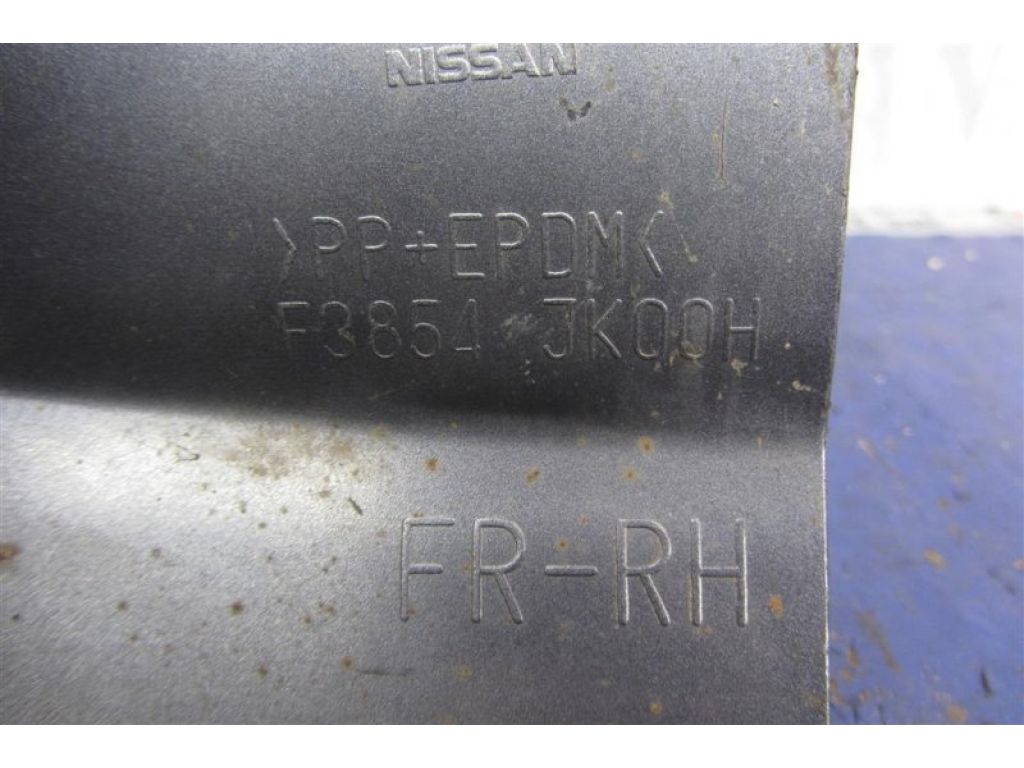 NISSAN
>PP+EPDM<
F3854 JK00H
FR-RH